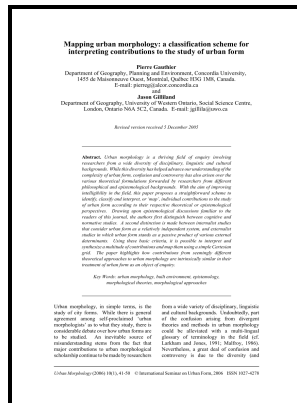 Mapping urban morphology: a classification scheme for
interpreting contributions to the study of urban form
Pierre Gauthier
Department of Geography, Planning and Environment, Concordia University,
1455 de Maisonneuve Ouest, Montréal, Québec H3G 1M8, Canada.
E-mail: pierreg@alcor.concordia.ca
and
Jason Gilliland
Department of Geography, University of Western Ontario, Social Science Centre,
London, Ontario N6A 5C2, Canada. E-mail: jgillila@uwo.ca
Revised version received 5 December 2005
Abstract. Urban morphology is a thriving field of enquiry involving
researchers from a wide diversity of disciplinary, linguistic and cultural
backgrounds. While this diversity has helped advance our understanding of the
complexity of urban form, confusion and controversy has also arisen over the
various theoretical formulations forwarded by researchers from different
philosophical and epistemological backgrounds. With the aim of improving
intelligibility in the field, this paper proposes a straightforward scheme to
identify, classify and interpret, or 'map', individual contributions to the study
of urban form according to their respective theoretical or epistemological
perspectives. Drawing upon epistemological discussions familiar to the
readers of this journal, the authors first distinguish between cognitive and
normative studies. A second distinction is made between internalist studies
that consider urban form as a relatively independent system, and externalist
studies in which urban form stands as a passive product of various external
determinants. Using these basic criteria, it is possible to interpret and
synthesize a multitude of contributions and map them using a simple Cartesian
grid. The paper highlights how contributions from seemingly different
theoretical approaches to urban morphology are intrinsically similar in their
treatment of urban form as an object of enquiry.
Key Words: urban morphology, built environment, epistemology,
morphological theories, morphological approaches
Urban morphology, in simple terms, is the
study of city forms. While there is general
agreement among self-proclaimed 'urban
morphologists' as to what they study, there is
considerable debate over how urban forms are
to be studied. An inevitable source of
misunderstanding stems from the fact that
major contributions to urban morphological
scholarship continue to be made by researchers
from a wide variety of disciplinary, linguistic
and cultural backgrounds. Undoubtedly, part
of the confusion arising from divergent
theories and methods in urban morphology
could be alleviated with a multi-lingual
glossary of terminology in the field (cf.
Larkham and Jones, 1991; Malfroy, 1986).
Nevertheless, a great deal of confusion and
controversy is due to the diversity (and
Urban Morphology (2006) 10(1), 41-50 © International Seminar on Urban Form, 2006 ISSN 1027-4278